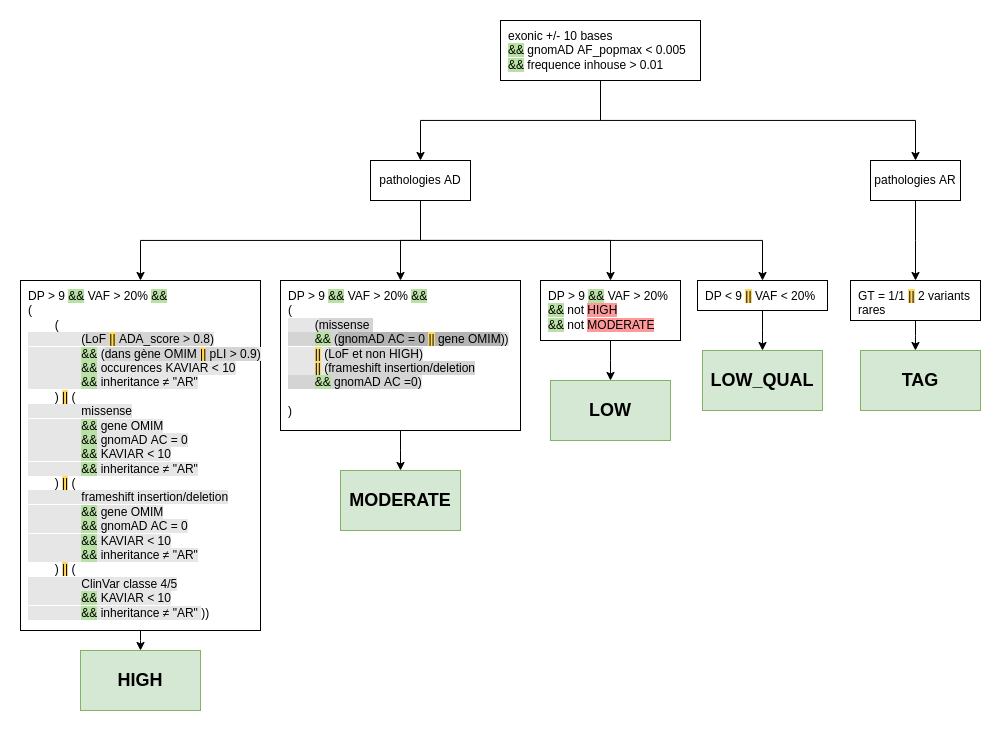 exonic +/- 10 bases
&& gnomAD AF_popmax < 0.005
&& frequence inhouse > 0.01
pathologies AD
pathologies AR
DP > 9 && VAF > 20% &&
(
(
(LoF || ADA_score > 0.8)
&& (dans gène OMIM || pLI > 0.9)
&& occurences KAVIAR < 10
&& inheritance ≠ "AR"
) || (
missense
&& gene OMIM
&& gnomAD AC = 0
&& KAVIAR < 10
&& inheritance ≠ "AR"
) || (
frameshift insertion/deletion
&& gene OMIM
&& gnomAD AC = 0
&& KAVIAR < 10
&& inheritance ≠ "AR"
) || (
ClinVar classe 4/5
&& KAVIAR < 10
&& inheritance ≠ "AR" ))
HIGH
DP > 9 && VAF > 20% &&
(
(missense
&& (gnomAD AC = 0 || gene OMIM))
|| (LoF et non HIGH)
|| (frameshift insertion/deletion
&& gnomAD AC =0)
)
MODERATE
DP > 9 && VAF > 20%
&& not HIGH
&& not MODERATE
LOW
DP < 9 || VAF < 20%
LOW_QUAL
GT = 1/1 || 2 variants
rares
TAG